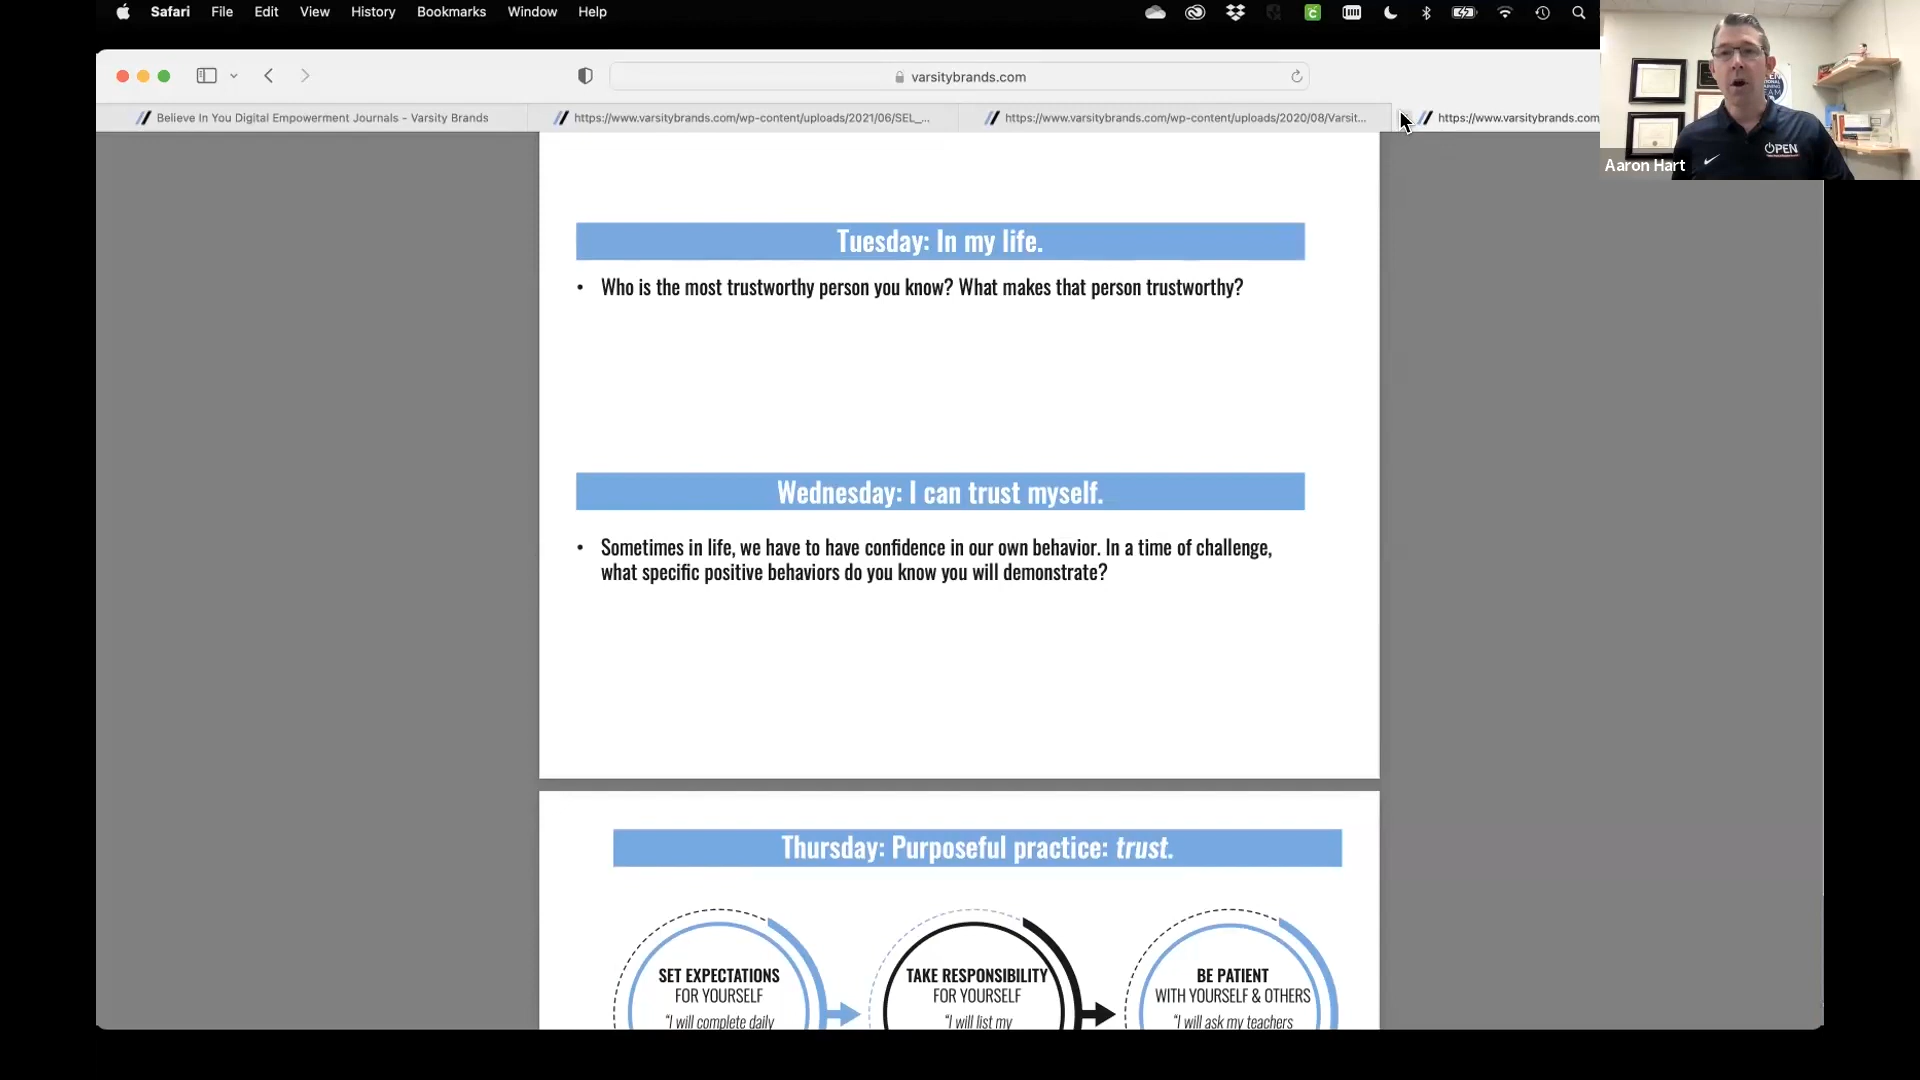 Safari File Edit View History Bookmarks Window Help
varsitybrands.com
Believe In You Digital Empowerment Journals - Varsity Brands
https://www.varsitybrands.com/wp-content/uploads/2021/06/SEL_...
https://www.varsitybrands.com/wp-content/uploads/2020/08/Varsit...
https://www.varsitybrands.com
OPEN
Aaron Hart
Tuesday: In my life.
• Who is the most trustworthy person you know? What makes that person trustworthy?
Wednesday: I can trust myself.
• Sometimes in life, we have to have confidence in our own behavior. In a time of challenge,
what specific positive behaviors do you know you will demonstrate?
Thursday: Purposeful practice: trust.
SET EXPECTATIONS
FOR YOURSELF
"I will complete daily
TAKE RESPONSIBILITY
FOR YOURSELF
"I will list my
BE PATIENT
WITH YOURSELF & OTHERS
"I will ask my teachers